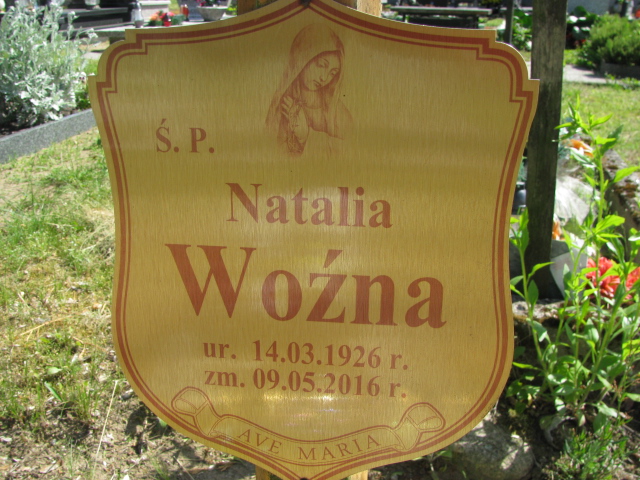 Ś. P.
Natalia
Woźna
ur. 14.03.1926 r.
zm. 09.05.2016 r.
AVE MARIA